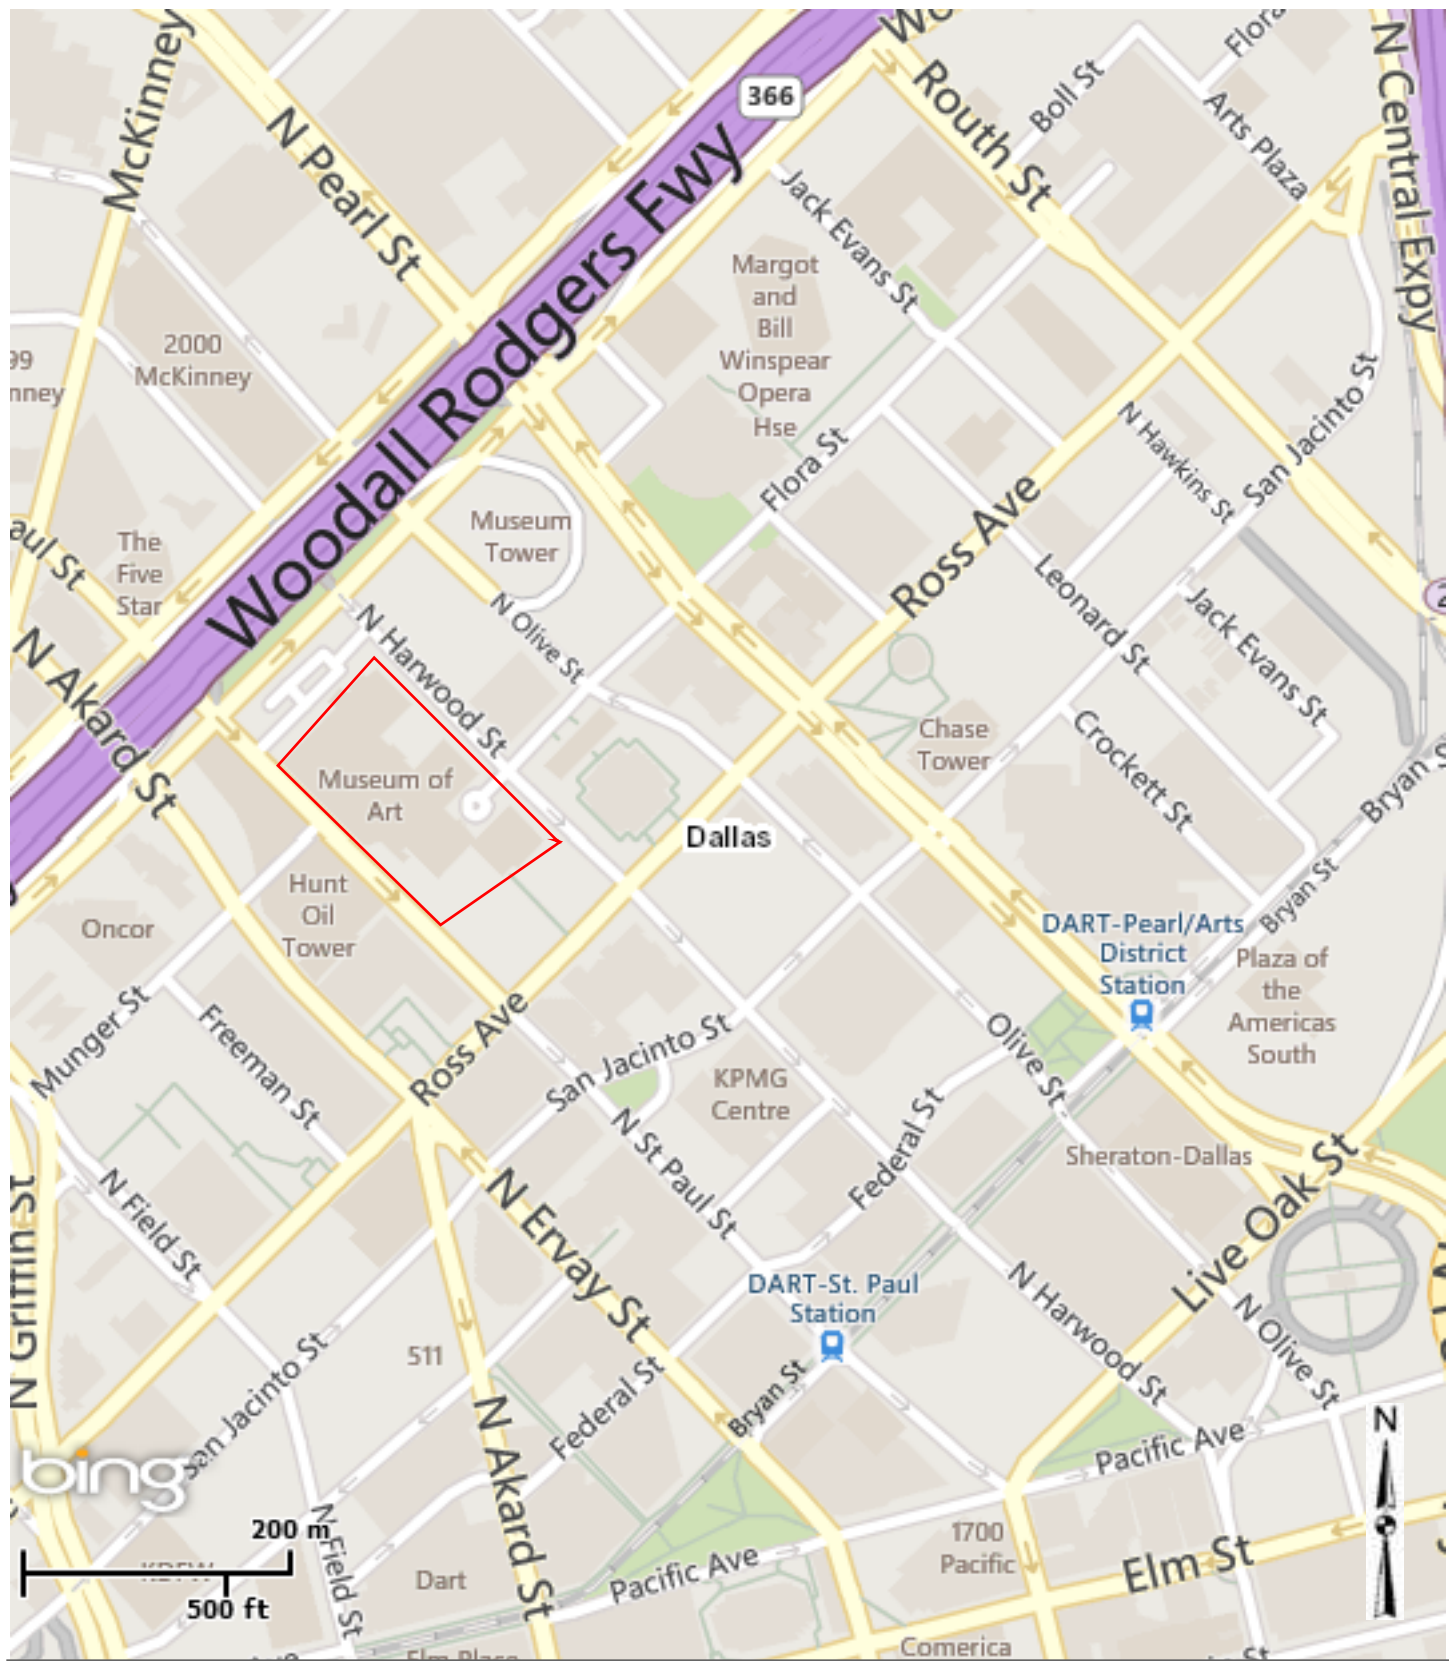 McKinney
N Pearl St
366
Wo
Routh St
Boll St
Flora
Arts Plaza
N Central Expy
Woodall Rodgers Fwy
Jack Evans St
Margot
and
Bill
Winspear
Opera
Hse
2000
McKinney
99
nney
Flora St
N Hawkins St
San Jacinto St
Museum
Tower
The
Five
Star
aul St
N Akard St
N Harwood St
N Olive St
Ross Ave
Leonard St
Jack Evans St
Museum of
Art
Chase
Tower
Crockett St
Bryan S
Dallas
Hunt
Oil
Tower
Oncor
Bryan St
DART-Pearl/Arts
District
Station
Plaza of
the
Americas
South
Munger St
Freeman St
Ross Ave
San Jacinto St
Olive St
KPMG
Centre
N St Paul St
Federal St
Sheraton-Dallas
N Field St
N Griffin St
N Ervay St
Live Oak St
DART-St. Paul
Station
N Harwood St
N Olive St
511
San Jacinto St
N Akard St
Federal St
Bryan St
Pacific Ave
N
bing
200 m
500 ft
N Field St
KDFW
Dart
Pacific Ave
1700
Pacific
Elm St
Elm Place
Comerica